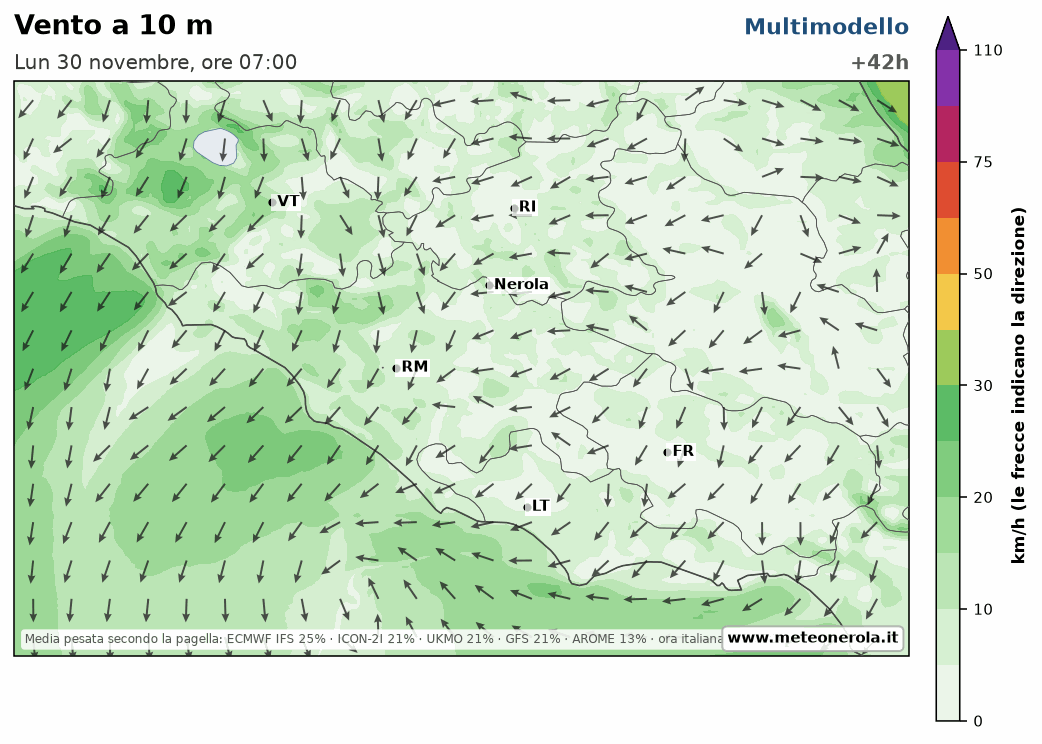 Vento a 10 m
Multimodello
Lun 30 novembre, ore 07:00
+42h
VT
RI
Nerola
RM
FR
LT
110
75
50
30
20
10
0
km/h (le frecce indicano la direzione)
Media pesata secondo la pagella: ECMWF IFS 25% · ICON-2I 21% · UKMO 21% · GFS 21% · AROME 13% · ora italiana
www.meteonerola.it